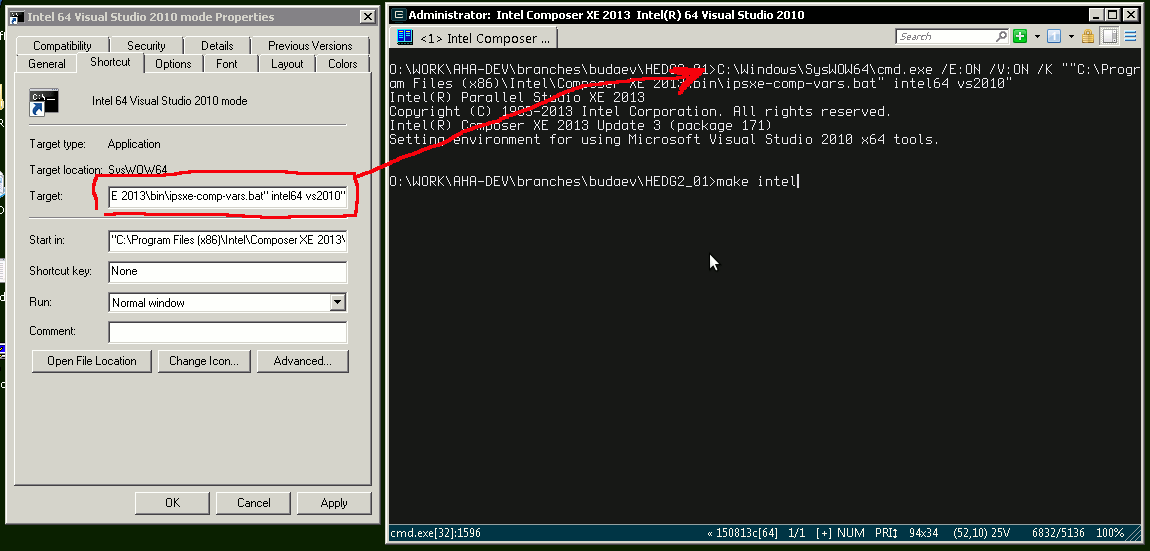 Intel 64 Visual Studio 2010 mode Properties
Compatibility Security Details Previous Versions
General Shortcut Options Font Layout Colors
Intel 64 Visual Studio 2010 mode
Target type: Application
Target location: SysWOW64
Target: E 2013\bin\ipsxe-comp-vars.bat" intel64 vs2010"
Start in: "C:\Program Files (x86)\Intel\Composer XE 2013\
Shortcut key: None
Run: Normal window
Comment:
Open File Location Change Icon... Advanced...
OK Cancel Apply
Administrator: Intel Composer XE 2013 Intel(R) 64 Visual Studio 2010
<1> Intel Composer ... Search
O:\WORK\AHA-DEV\branches\budaev\HEDG2_01>C:\Windows\SysWOW64\cmd.exe /E:ON /V:ON /K ""C:\Progr
am Files (x86)\Intel\Composer XE 2013\bin\ipsxe-comp-vars.bat" intel64 vs2010"
Intel(R) Parallel Studio XE 2013
Copyright (C) 1985-2013 Intel Corporation. All rights reserved.
Intel(R) Composer XE 2013 Update 3 (package 171)
Setting environment for using Microsoft Visual Studio 2010 x64 tools.
O:\WORK\AHA-DEV\branches\budaev\HEDG2_01>make intel
cmd.exe[32]:1596 « 150813c[64] 1/1 [+] NUM PRI↕ 94x34 (52,10) 25V 6832/5136 100%